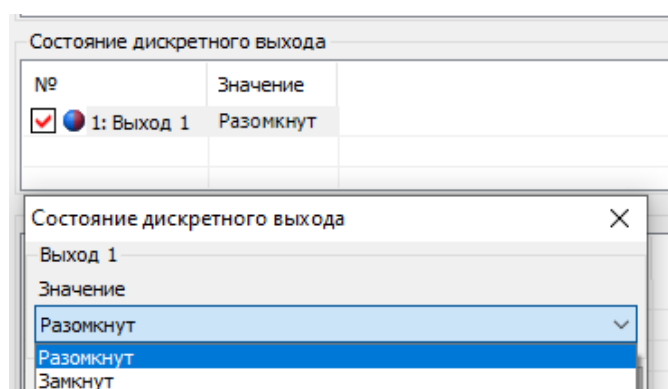 Состояние дискретного выхода
№ Значение
1: Выход 1 Разомкнут
Состояние дискретного выхода
Выход 1
Значение
Разомкнут
Разомкнут
Замкнут